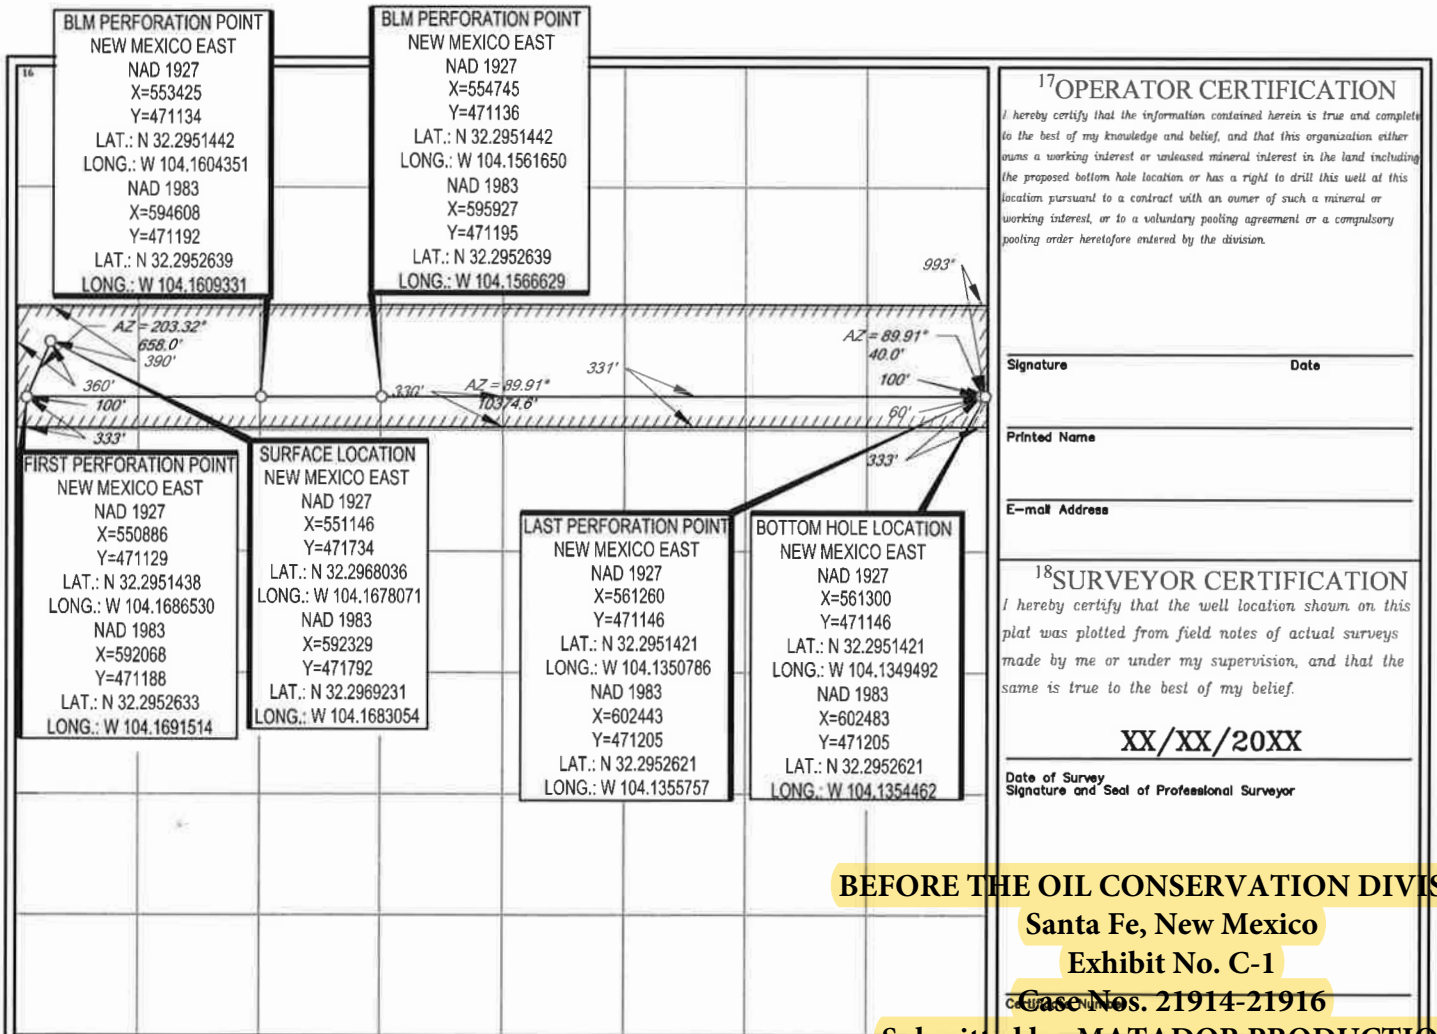 BLM PERFORATION POINT
NEW MEXICO EAST
NAD 1927
X=553425
Y=471134
LAT.: N 32.2951442
LONG.: W 104.1604351
NAD 1983
X=594608
Y=471192
LAT.: N 32.2952639
LONG.: W 104.1609331
BLM PERFORATION POINT
NEW MEXICO EAST
NAD 1927
X=554745
Y=471136
LAT.: N 32.2951442
LONG.: W 104.1561650
NAD 1983
X=595927
Y=471195
LAT.: N 32.2952639
LONG.: W 104.1566629
16
993'
AZ = 203.32°
658.0'
390'
360'
100'
333'
330'
AZ = 89.91°
10374.6'
331'
AZ = 89.91°
40.0'
100'
60'
333'
FIRST PERFORATION POINT
NEW MEXICO EAST
NAD 1927
X=550886
Y=471129
LAT.: N 32.2951438
LONG.: W 104.1686530
NAD 1983
X=592068
Y=471188
LAT.: N 32.2952633
LONG.: W 104.1691514
SURFACE LOCATION
NEW MEXICO EAST
NAD 1927
X=551146
Y=471734
LAT.: N 32.2968036
LONG.: W 104.1678071
NAD 1983
X=592329
Y=471792
LAT.: N 32.2969231
LONG.: W 104.1683054
LAST PERFORATION POINT
NEW MEXICO EAST
NAD 1927
X=561260
Y=471146
LAT.: N 32.2951421
LONG.: W 104.1350786
NAD 1983
X=602443
Y=471205
LAT.: N 32.2952621
LONG.: W 104.1355757
BOTTOM HOLE LOCATION
NEW MEXICO EAST
NAD 1927
X=561300
Y=471146
LAT.: N 32.2951421
LONG.: W 104.1349492
NAD 1983
X=602483
Y=471205
LAT.: N 32.2952621
LONG.: W 104.1354462
17 OPERATOR CERTIFICATION
I hereby certify that the information contained herein is true and complete
to the best of my knowledge and belief, and that this organization either
owns a working interest or unleased mineral interest in the land including
the proposed bottom hole location or has a right to drill this well at this
location pursuant to a contract with an owner of such a mineral or
working interest, or to a voluntary pooling agreement or a compulsory
pooling order heretofore entered by the division.
Signature Date
Printed Name
E-mail Address
18 SURVEYOR CERTIFICATION
I hereby certify that the well location shown on this
plat was plotted from field notes of actual surveys
made by me or under my supervision, and that the
same is true to the best of my belief.
XX/XX/20XX
Date of Survey
Signature and Seal of Professional Surveyor
BEFORE THE OIL CONSERVATION DIVIS
Santa Fe, New Mexico
Exhibit No. C-1
Certificate Number
Case Nos. 21914-21916
Submitted by: MATADOR PRODUCTIO